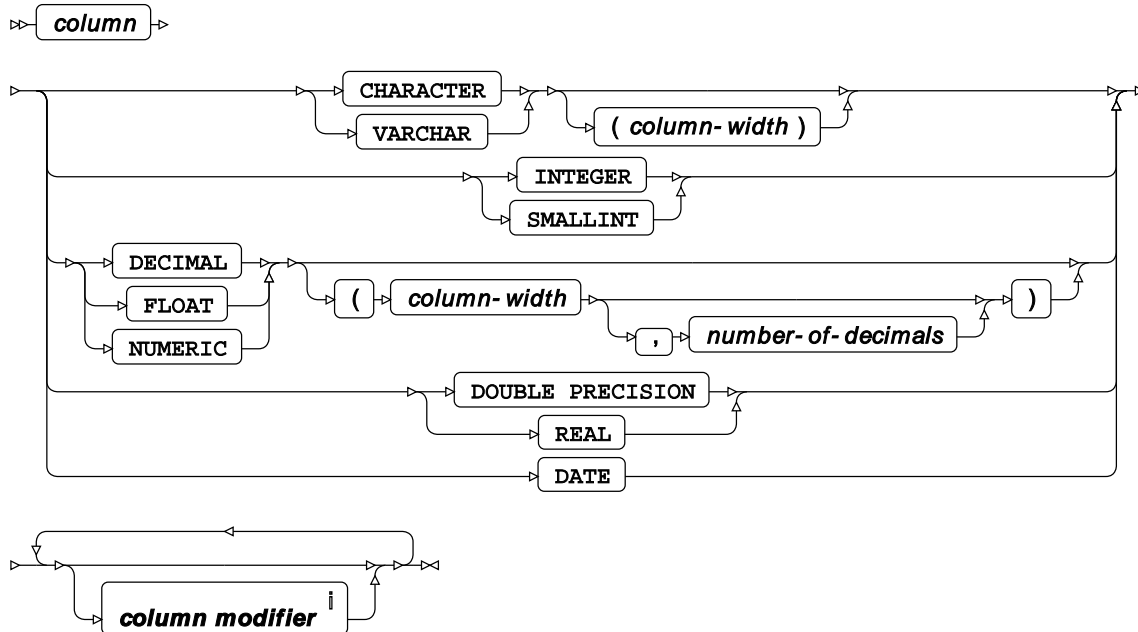 column
CHARACTER
VARCHAR
( column-width )
INTEGER
SMALLINT
DECIMAL
FLOAT
NUMERIC
( column-width , number-of-decimals )
DOUBLE PRECISION
REAL
DATE
column modifier i